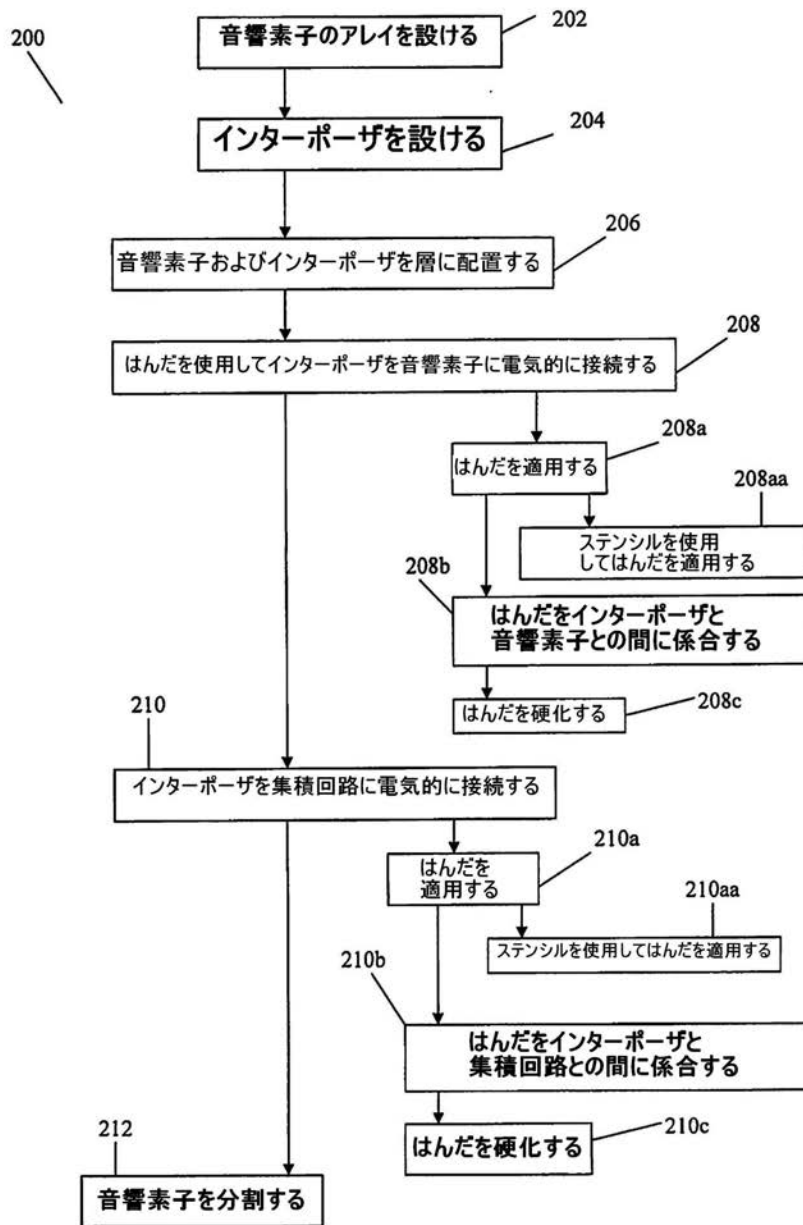 200
音響素子のアレイを設ける
202
インターポーザを設ける
204
音響素子およびインターポーザを層に配置する
206
はんだを使用してインターポーザを音響素子に電気的に接続する
208
はんだを適用する
208a
ステンシルを使用
してはんだを適用する
208aa
208b
はんだをインターポーザと
音響素子との間に係合する
はんだを硬化する
208c
210
インターポーザを集積回路に電気的に接続する
はんだを
適用する
210a
ステンシルを使用してはんだを適用する
210aa
210b
はんだをインターポーザと
集積回路との間に係合する
はんだを硬化する
210c
212
音響素子を分割する